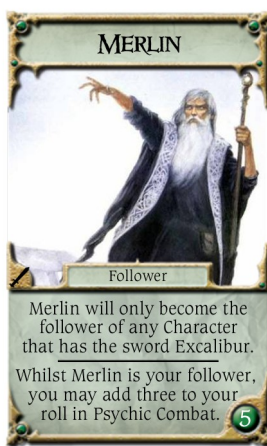 MERLIN
Follower
Merlin will only become the
follower of any Character
that has the sword Excalibur.
Whilst Merlin is your follower,
you may add three to your
roll in Psychic Combat.
5